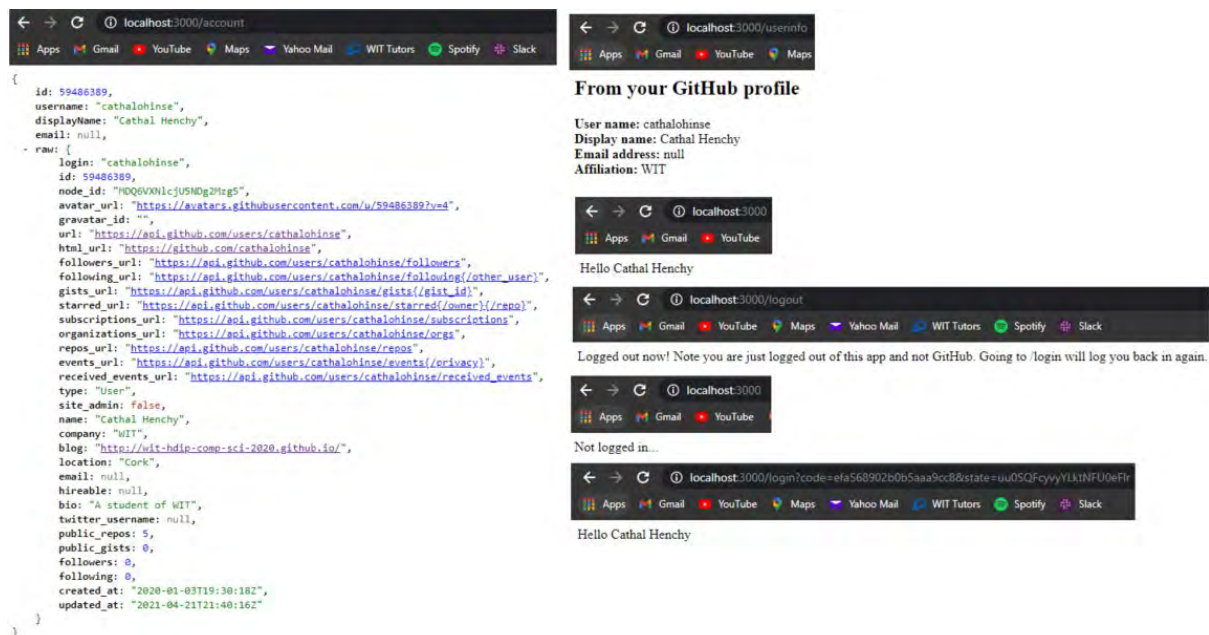 localhost:3000/account
Apps Gmail YouTube Maps Yahoo Mail WIT Tutors Spotify Slack
{
id: 59486389,
username: "cathalohinse",
displayName: "Cathal Henchy",
email: null,
- raw: {
login: "cathalohinse",
id: 59486389,
node_id: "MDQ6VXNlcjU5NDg2Mzg5",
avatar_url: "https://avatars.githubusercontent.com/u/59486389?v=4",
gravatar_id: "",
url: "https://api.github.com/users/cathalohinse",
html_url: "https://github.com/cathalohinse",
followers_url: "https://api.github.com/users/cathalohinse/followers",
following_url: "https://api.github.com/users/cathalohinse/following{/other_user}",
gists_url: "https://api.github.com/users/cathalohinse/gists{/gist_id}",
starred_url: "https://api.github.com/users/cathalohinse/starred{/owner}{/repo}",
subscriptions_url: "https://api.github.com/users/cathalohinse/subscriptions",
organizations_url: "https://api.github.com/users/cathalohinse/orgs",
repos_url: "https://api.github.com/users/cathalohinse/repos",
events_url: "https://api.github.com/users/cathalohinse/events{/privacy}",
received_events_url: "https://api.github.com/users/cathalohinse/received_events",
type: "User",
site_admin: false,
name: "Cathal Henchy",
company: "WIT",
blog: "http://wit-hdip-comp-sci-2020.github.io/",
location: "Cork",
email: null,
hireable: null,
bio: "A student of WIT",
twitter_username: null,
public_repos: 5,
public_gists: 0,
followers: 0,
following: 0,
created_at: "2020-01-03T19:30:18Z",
updated_at: "2021-04-21T21:40:16Z"
}
}
localhost:3000/userinfo
Apps Gmail YouTube Maps
From your GitHub profile
User name: cathalohinse
Display name: Cathal Henchy
Email address: null
Affiliation: WIT
localhost:3000
Apps Gmail YouTube
Hello Cathal Henchy
localhost:3000/logout
Apps Gmail YouTube Maps Yahoo Mail WIT Tutors Spotify Slack
Logged out now! Note you are just logged out of this app and not GitHub. Going to /login will log you back in again.
localhost:3000
Apps Gmail YouTube
Not logged in...
Apps Gmail YouTube Maps Yahoo Mail WIT Tutors Spotify Slack
Hello Cathal Henchy